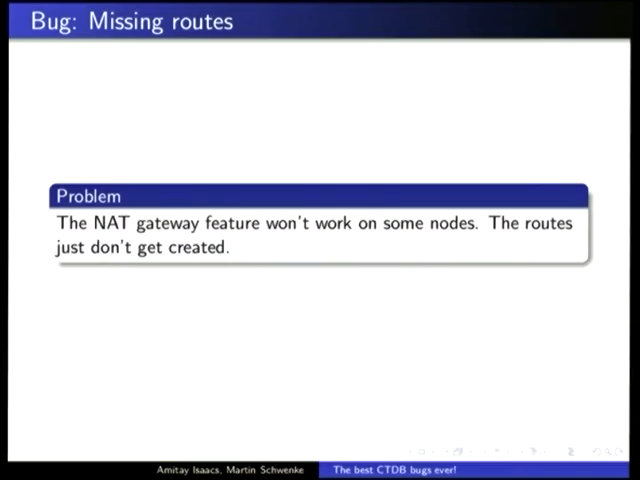 Bug: Missing routes
Problem
The NAT gateway feature won't work on some nodes. The routes
just don't get created.
Amitay Isaacs, Martin Schwenke
The best CTDB bugs ever!